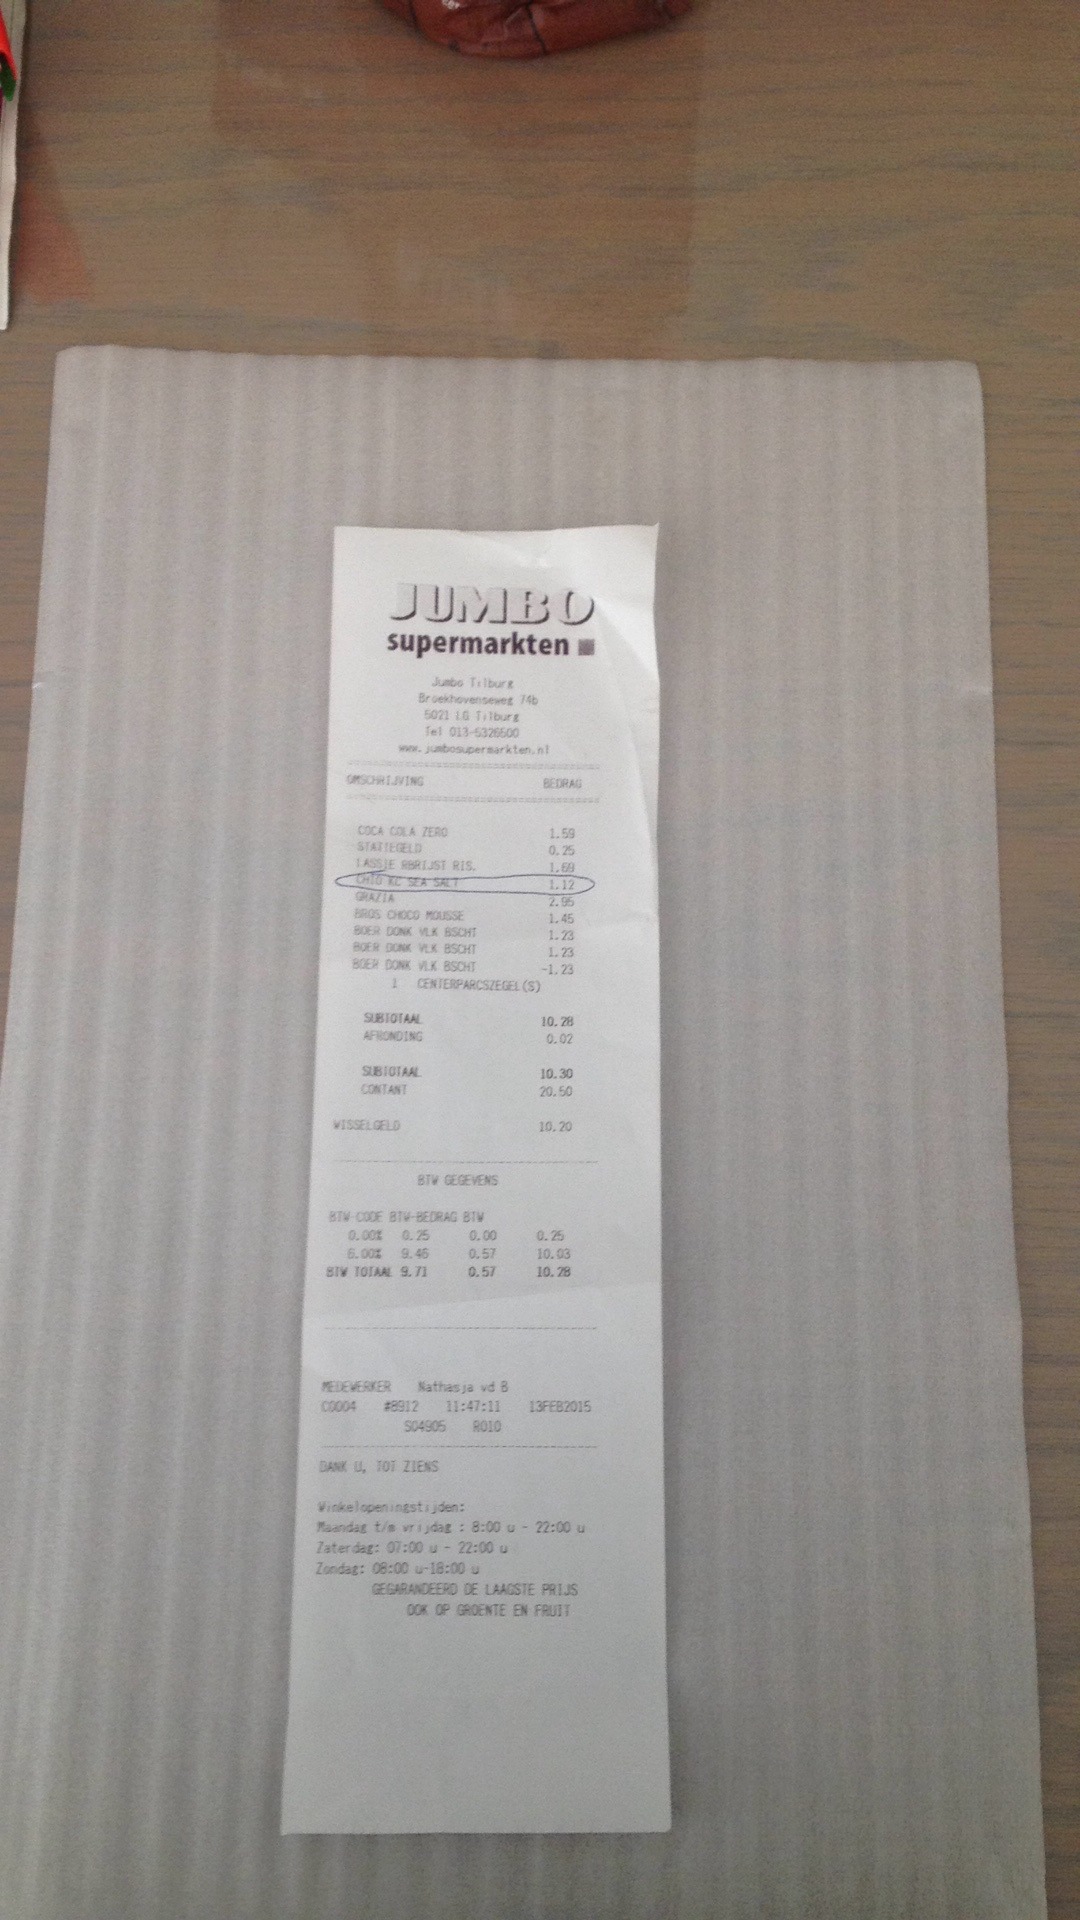 JUMBO
supermarkten
Jumbo Tilburg
Broekhovenseweg 74b
5021 LG Tilburg
Tel 013-5326500
www.jumbosupermarkten.nl
OMSCHRIJVING BEDRAG
COCA COLA ZERO 1.59
STATIEGELD 0.25
LASSIE RBRIJST RIS. 1.69
CHIO KC SEA SALT 1.12
GRAZIA 2.95
BROS CHOCO MOUSSE 1.45
BOER DONK VLK BSCHT 1.23
BOER DONK VLK BSCHT 1.23
BOER DONK VLK BSCHT -1.23
1 CENTERPARCSZEGEL(S)
SUBTOTAAL 10.28
AFRONDING 0.02
SUBTOTAAL 10.30
CONTANT 20.50
WISSELGELD 10.20
BTW GEGEVENS
BTW-CODE BTW-BEDRAG BTW
0.00% 0.25 0.00 0.25
6.00% 9.46 0.57 10.03
BTW TOTAAL 9.71 0.57 10.28
MEDEWERKER Nathasja vd B
C0004 #8912 11:47:11 13FEB2015
S04905 R010
DANK U, TOT ZIENS
Winkelopeningstijden:
Maandag t/m vrijdag : 8:00 u - 22:00 u
Zaterdag: 07:00 u - 22:00 u
Zondag: 08:00 u-18:00 u
GEGARANDEERD DE LAAGSTE PRIJS
OOK OP GROENTE EN FRUIT